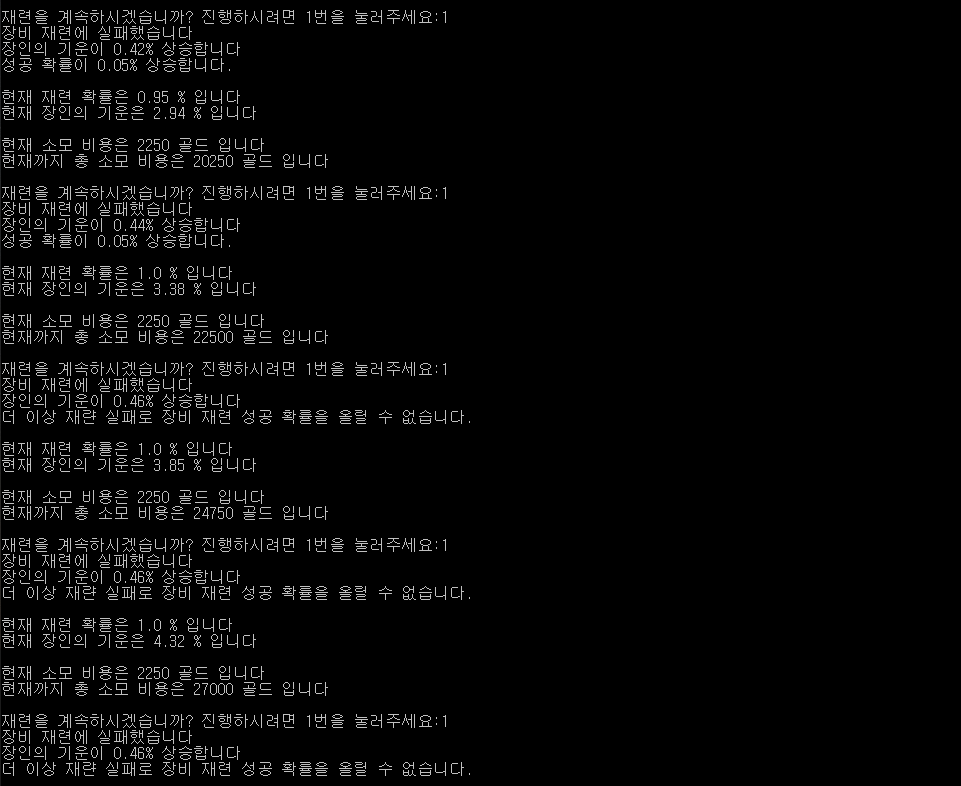 재련을 계속하시겠습니까? 진행하시려면 1번을 눌러주세요:1
장비 재련에 실패했습니다
장인의 기운이 0.42% 상승합니다
성공 확률이 0.05% 상승합니다.
현재 재련 확률은 0.95 % 입니다
현재 장인의 기운은 2.94 % 입니다
현재 소모 비용은 2250 골드 입니다
현재까지 총 소모 비용은 20250 골드 입니다
재련을 계속하시겠습니까? 진행하시려면 1번을 눌러주세요:1
장비 재련에 실패했습니다
장인의 기운이 0.44% 상승합니다
성공 확률이 0.05% 상승합니다.
현재 재련 확률은 1.0 % 입니다
현재 장인의 기운은 3.38 % 입니다
현재 소모 비용은 2250 골드 입니다
현재까지 총 소모 비용은 22500 골드 입니다
재련을 계속하시겠습니까? 진행하시려면 1번을 눌러주세요:1
장비 재련에 실패했습니다
장인의 기운이 0.46% 상승합니다
더 이상 재랸 실패로 장비 재련 성공 확률을 올릴 수 없습니다.
현재 재련 확률은 1.0 % 입니다
현재 장인의 기운은 3.85 % 입니다
현재 소모 비용은 2250 골드 입니다
현재까지 총 소모 비용은 24750 골드 입니다
재련을 계속하시겠습니까? 진행하시려면 1번을 눌러주세요:1
장비 재련에 실패했습니다
장인의 기운이 0.46% 상승합니다
더 이상 재랸 실패로 장비 재련 성공 확률을 올릴 수 없습니다.
현재 재련 확률은 1.0 % 입니다
현재 장인의 기운은 4.32 % 입니다
현재 소모 비용은 2250 골드 입니다
현재까지 총 소모 비용은 27000 골드 입니다
재련을 계속하시겠습니까? 진행하시려면 1번을 눌러주세요:1
장비 재련에 실패했습니다
장인의 기운이 0.46% 상승합니다
더 이상 재랸 실패로 장비 재련 성공 확률을 올릴 수 없습니다.